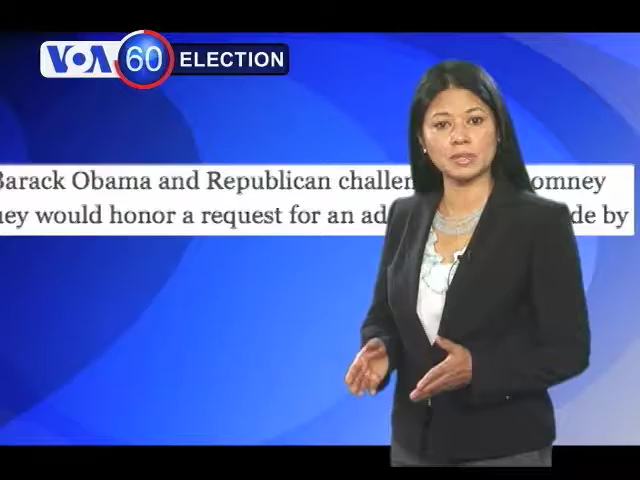 VOA 60 ELECTION
Barack Obama and Republican challen omney
ey would honor a request for an ad de by